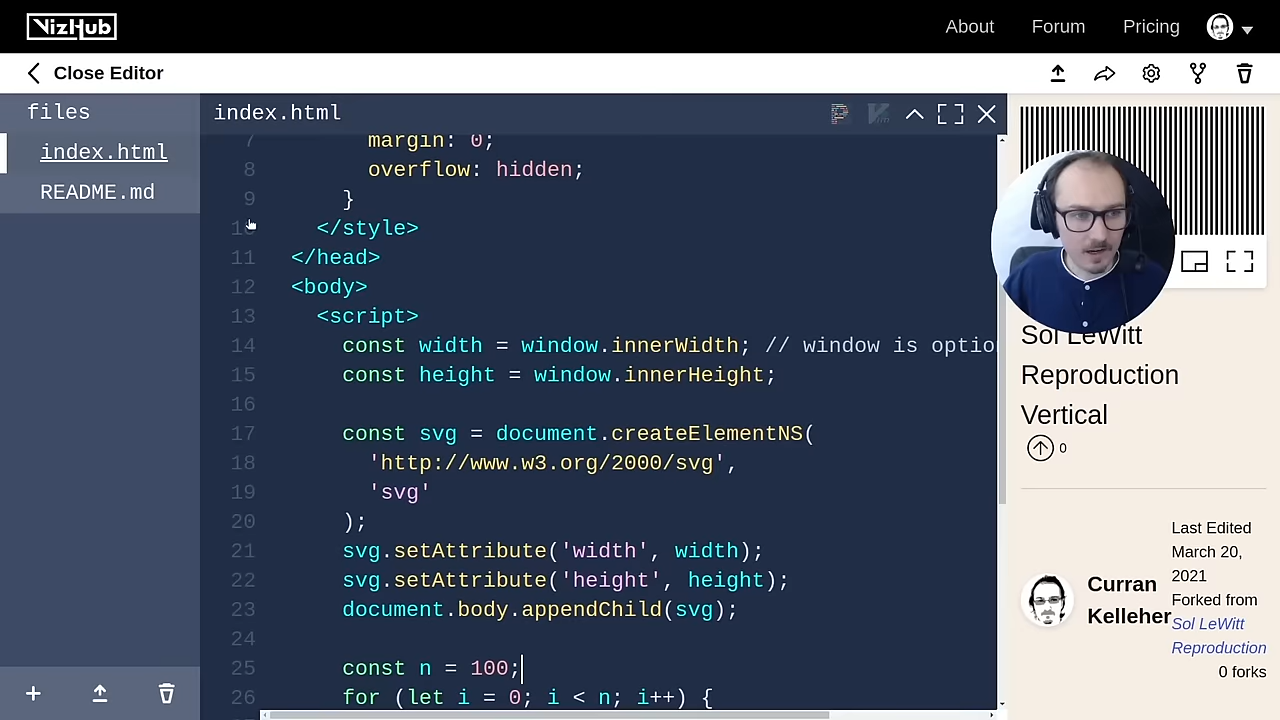 VizHub
About
Forum
Pricing
Close Editor
files
index.html
README.md
index.html
7 margin: 0;
8 overflow: hidden;
9 }
10 </style>
11 </head>
12 <body>
13 <script>
14 const width = window.innerWidth; // window is optio
15 const height = window.innerHeight;
16
17 const svg = document.createElementNS(
18 'http://www.w3.org/2000/svg',
19 'svg'
20 );
21 svg.setAttribute('width', width);
22 svg.setAttribute('height', height);
23 document.body.appendChild(svg);
24
25 const n = 100;
26 for (let i = 0; i < n; i++) {
Sol LeWitt
Reproduction
Vertical
0
Last Edited
March 20,
2021
Forked from
Sol LeWitt
Reproduction
0 forks
Curran
Kelleher